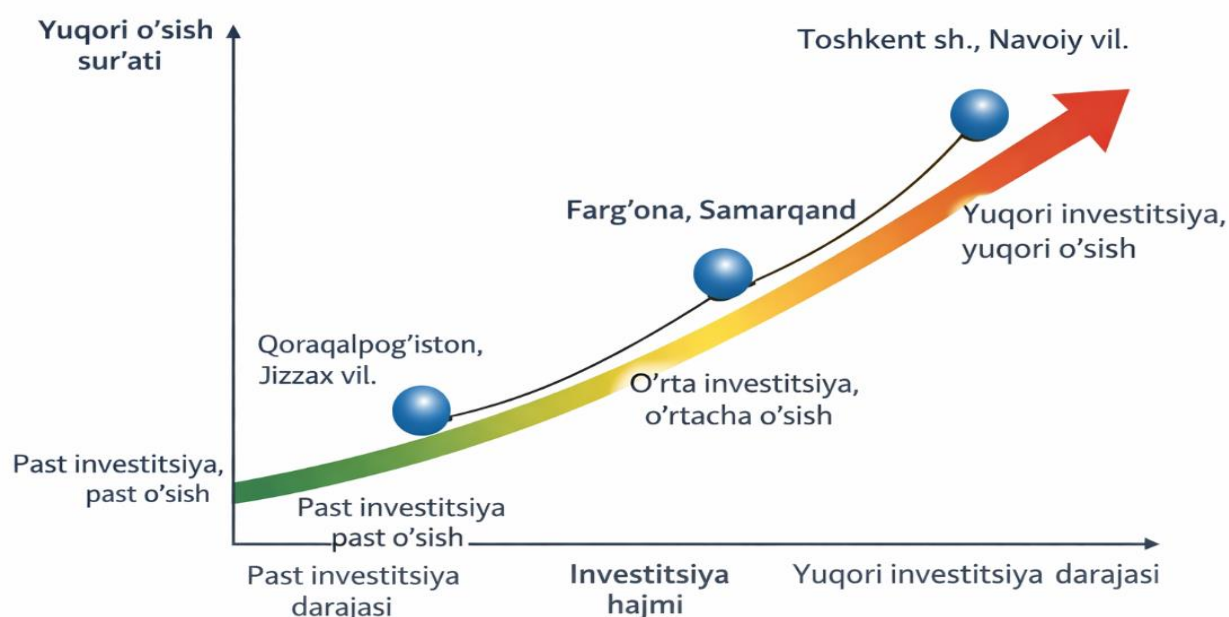 Yuqori o'sish
sur'ati
Toshkent sh., Navoiy vil.
Farg'ona, Samarqand
Yuqori investitsiya,
yuqori o'sish
Qoraqalpog'iston,
Jizzax vil.
O'rta investitsiya,
o'rtacha o'sish
Past investitsiya,
past o'sish
Past investitsiya
past o'sish
Past investitsiya
darajasi
Investitsiya
hajmi
Yuqori investitsiya darajasi